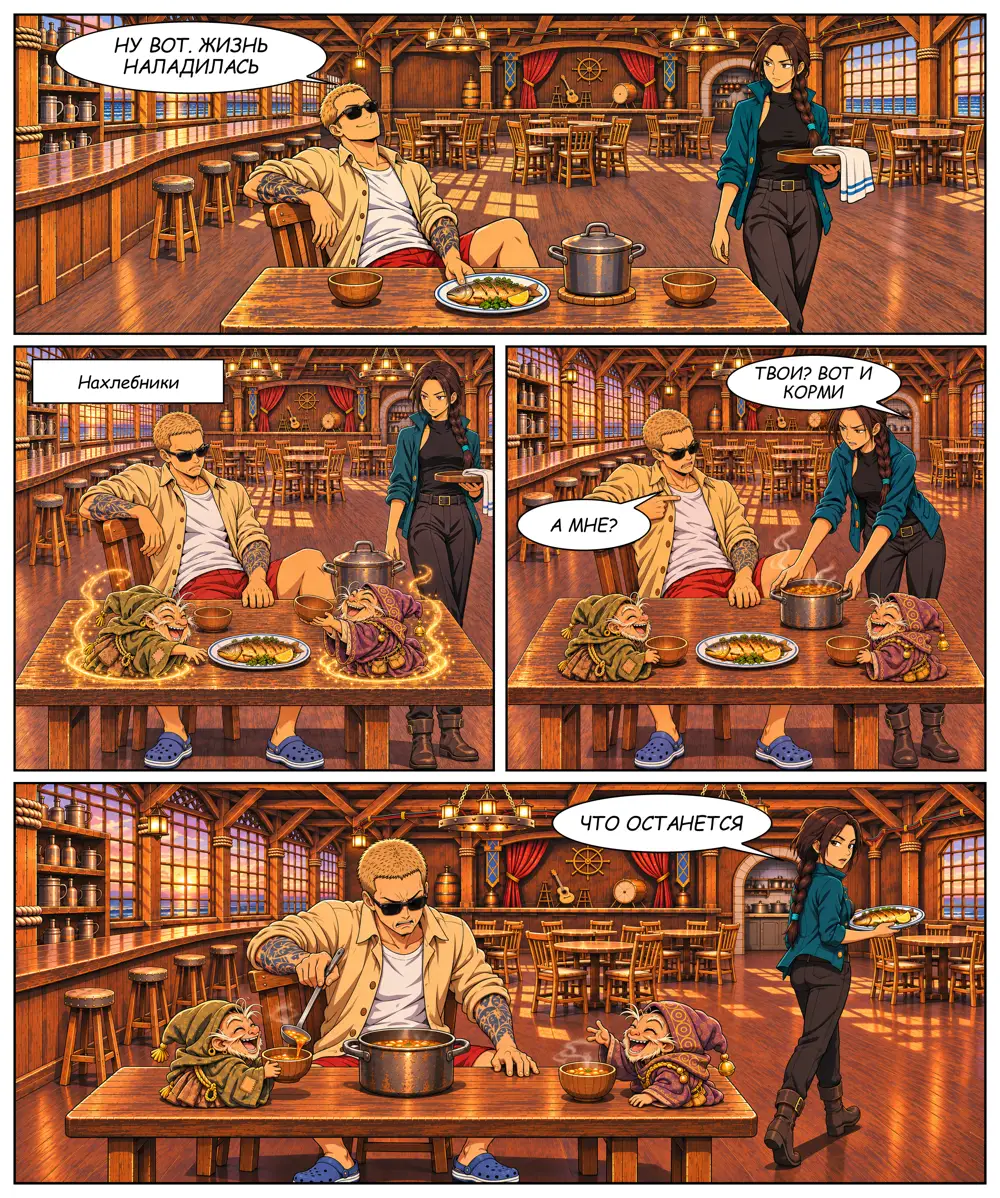 НУ ВОТ. ЖИЗНЬ
НАЛАДИЛАСЬ
Нахлебники
ТВОИ? ВОТ И
КОРМИ
А МНЕ?
ЧТО ОСТАНЕТСЯ